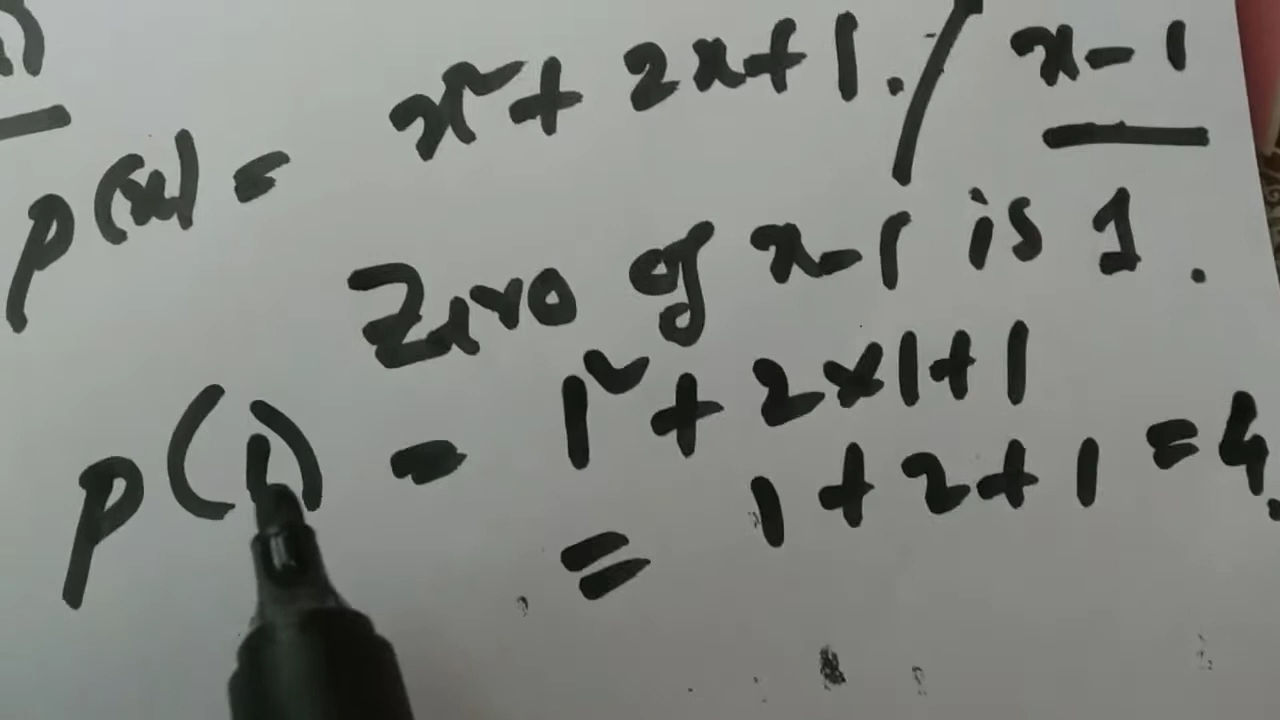 p(x) = x² + 2x+1. / x-1
Zero of x-1 is 1.
p(1) = 1² + 2×1+1
= 1+2+1 = 4.